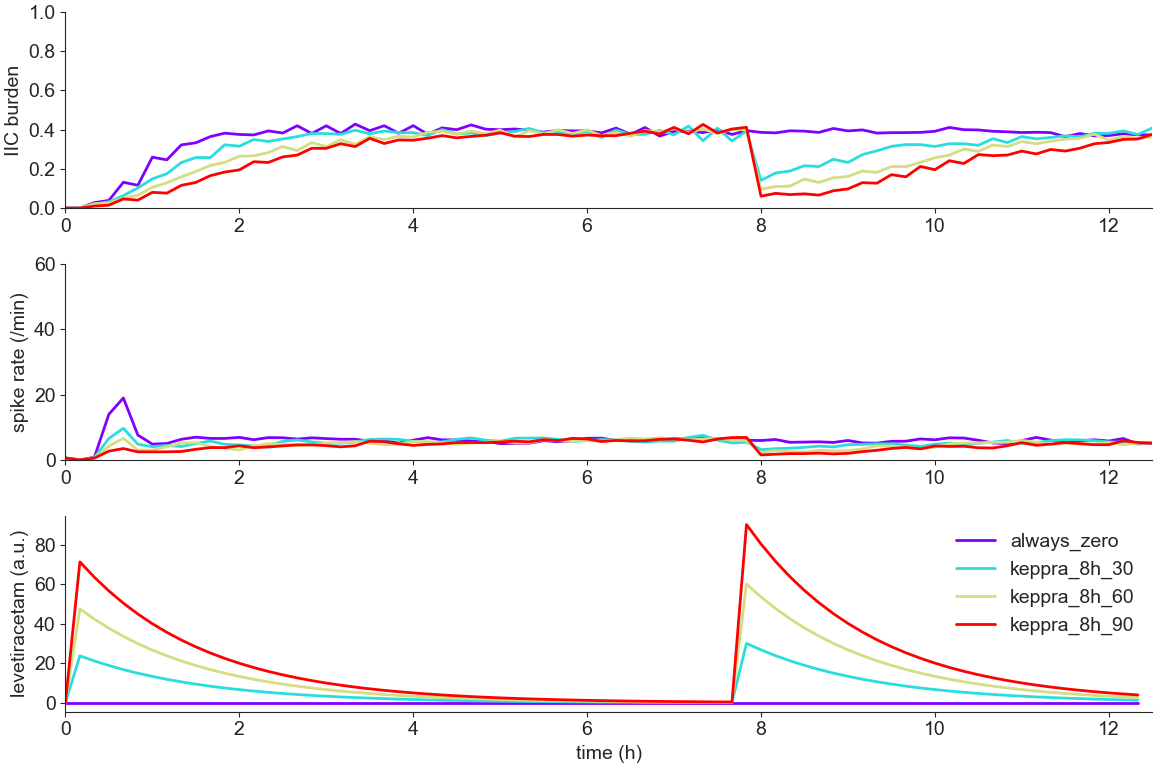 IIC burden
1.0
0.8
0.6
0.4
0.2
0.0
0 2 4 6 8 10 12
spike rate (/min)
60
40
20
0
0 2 4 6 8 10 12
levetiracetam (a.u.)
80
60
40
20
0
always_zero
keppra_8h_30
keppra_8h_60
keppra_8h_90
0 2 4 6 8 10 12
time (h)